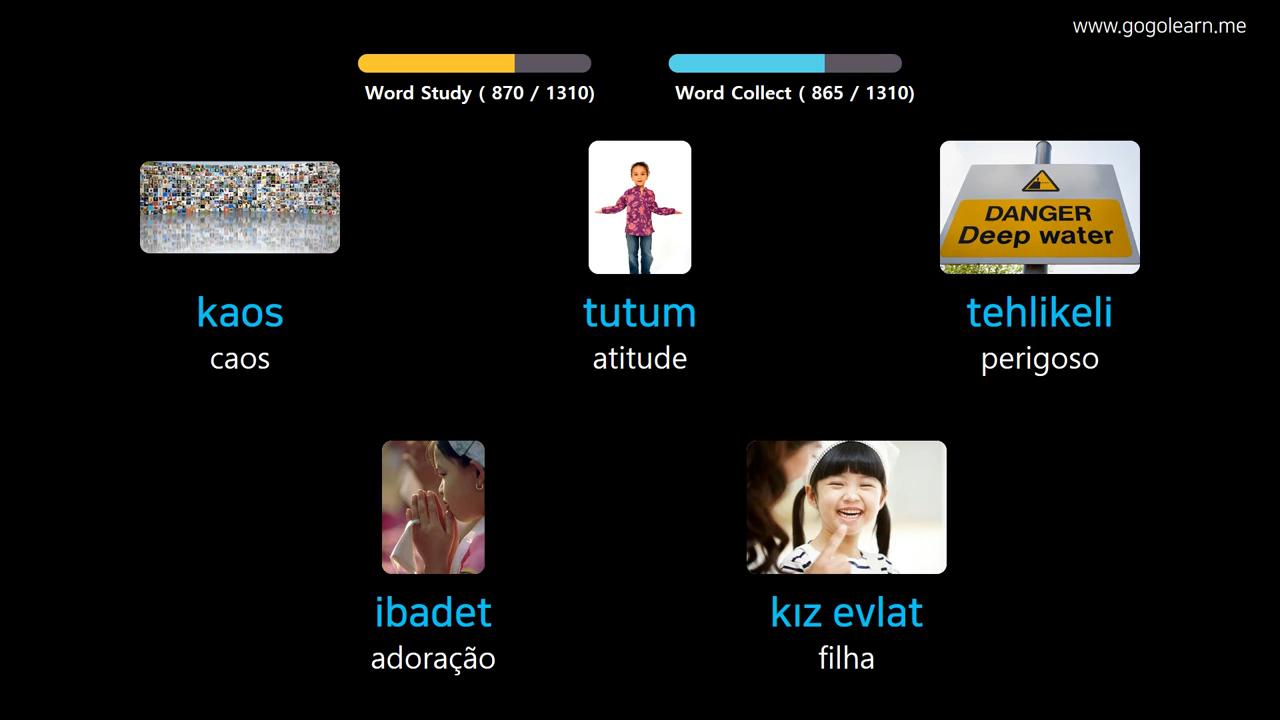 www.gogolearn.me
Word Study ( 870 / 1310)
Word Collect ( 865 / 1310)
DANGER
Deep water
kaos
caos
tutum
atitude
tehlikeli
perigoso
ibadet
adoração
kız evlat
filha